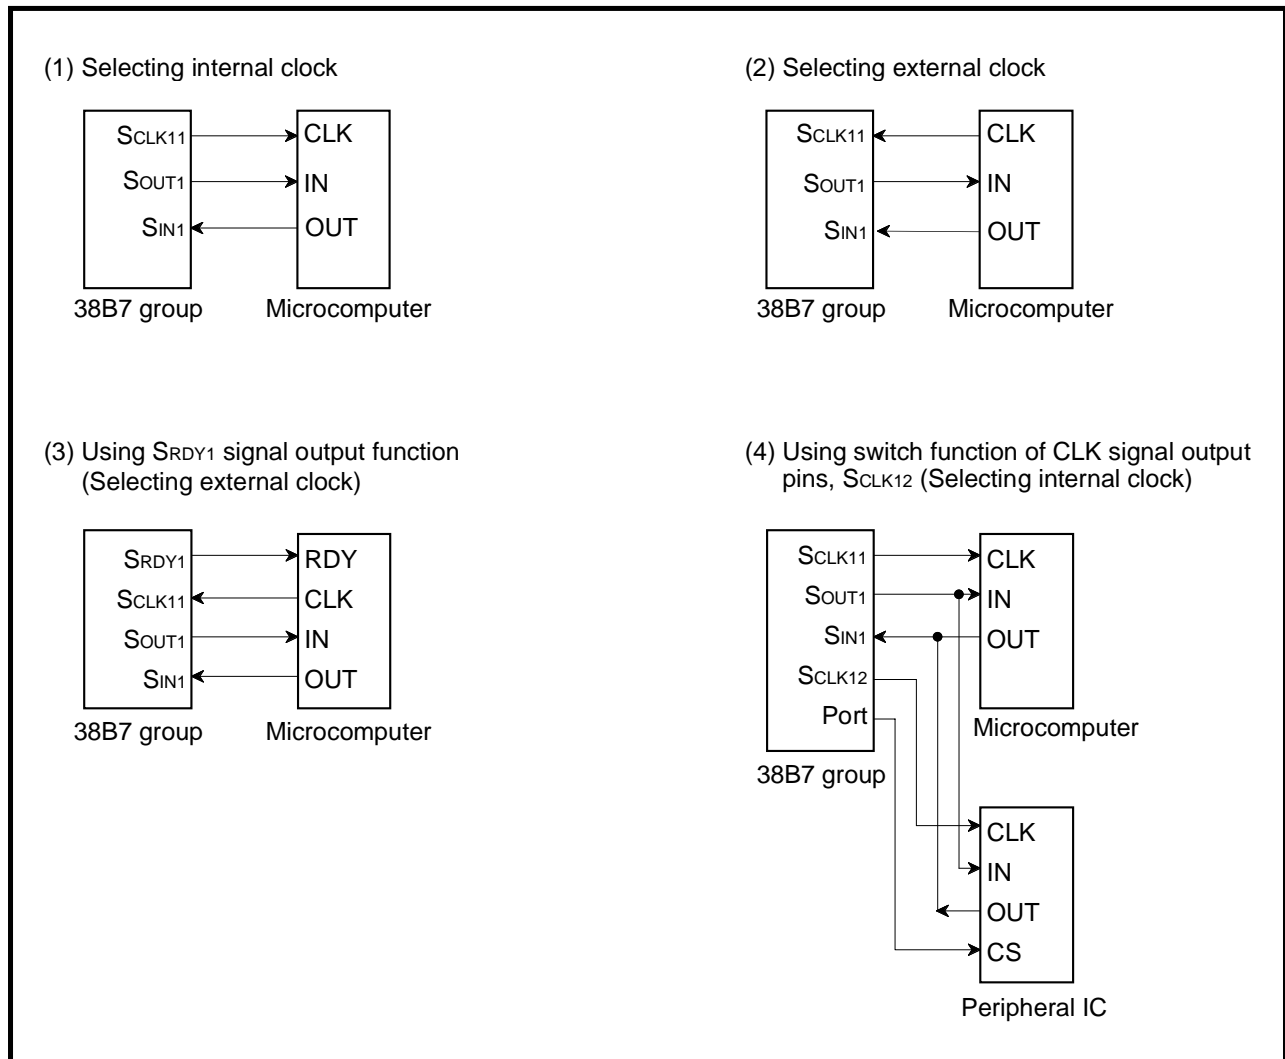 (1) Selecting internal clock
SCLK11
CLK
SOUT1
IN
SIN1
OUT
38B7 group
Microcomputer
(2) Selecting external clock
SCLK11
CLK
SOUT1
IN
SIN1
OUT
38B7 group
Microcomputer
(3) Using SRDY1 signal output function
(Selecting external clock)
SRDY1
RDY
SCLK11
CLK
SOUT1
IN
SIN1
OUT
38B7 group
Microcomputer
(4) Using switch function of CLK signal output
pins, SCLK12 (Selecting internal clock)
SCLK11
CLK
SOUT1
IN
SIN1
OUT
SCLK12
Port
Microcomputer
38B7 group
CLK
IN
OUT
CS
Peripheral IC